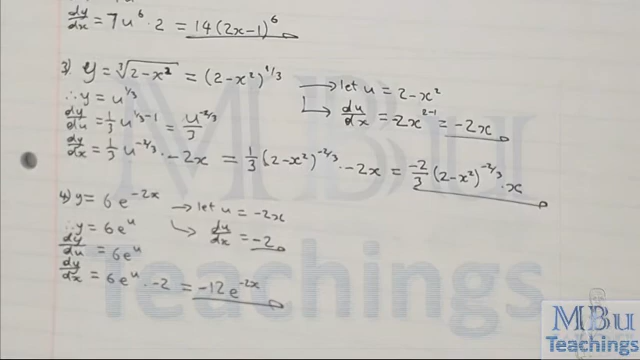 dy/dx = 7u⁶ · 2 = 14(2x-1)⁶
3) y = ∛(2-x²) = (2-x²)^(1/3) → let u = 2-x²
∴ y = u^(1/3) ↳ du/dx = -2x^(2-1) = -2x
dy/du = 1/3 u^(1/3-1) = u^(-2/3)/3
dy/dx = 1/3 u^(-2/3) · -2x = 1/3 (2-x²)^(-2/3) · -2x = -2/3 (2-x²)^(-2/3) · x
4) y = 6e^(-2x) → let u = -2x
∴ y = 6e^u ↳ du/dx = -2
dy/du = 6e^u
dy/dx = 6e^u · -2 = -12e^(-2x)
MBu
Teachings
MBu
Teachings